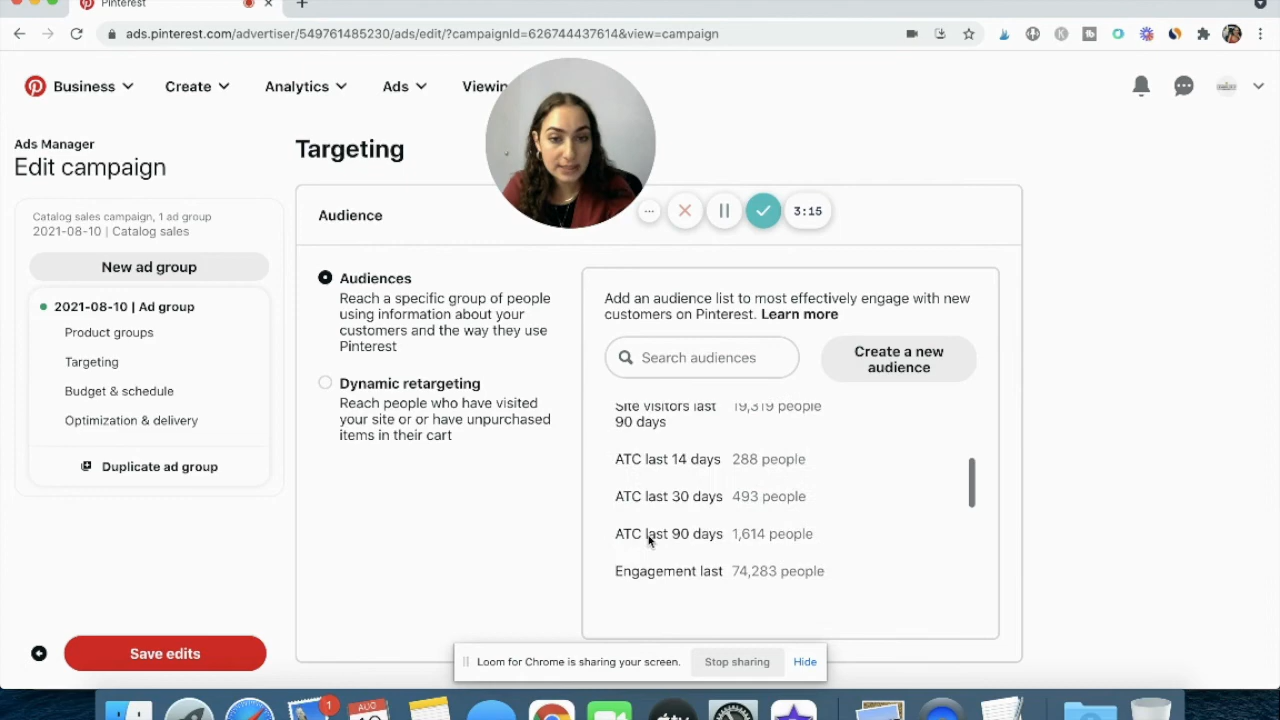 Pinterest
ads.pinterest.com/advertiser/549761485230/ads/edit/?campaignId=626744437614&view=campaign
Business
Create
Analytics
Ads
Ads Manager
Edit campaign
Catalog sales campaign, 1 ad group
2021-08-10 | Catalog sales
New ad group
2021-08-10 | Ad group
Product groups
Targeting
Budget & schedule
Optimization & delivery
Duplicate ad group
Save edits
Targeting
3:15
Audience
Audiences
Reach a specific group of people
using information about your
customers and the way they use
Pinterest
Dynamic retargeting
Reach people who have visited
your site or or have unpurchased
items in their cart
Add an audience list to most effectively engage with new
customers on Pinterest. Learn more
Search audiences
Create a new
audience
Site visitors last 19,319 people
90 days
ATC last 14 days 288 people
ATC last 30 days 493 people
ATC last 90 days 1,614 people
Engagement last 74,283 people
Loom for Chrome is sharing your screen. Stop sharing Hide
1
AUG